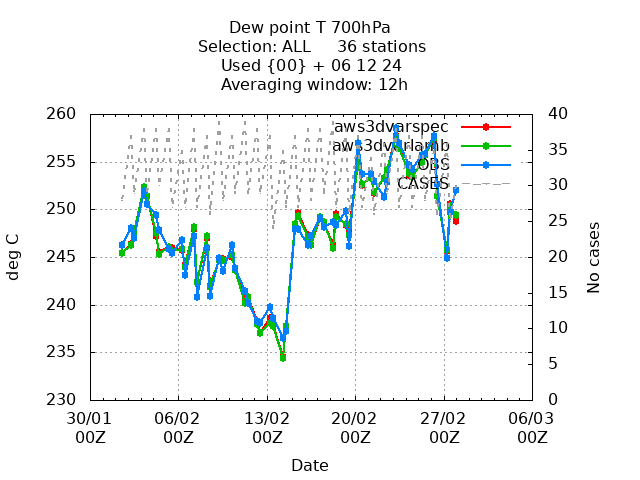 Dew point T 700hPa
Selection: ALL 36 stations
Used {00} + 06 12 24
Averaging window: 12h
260
255
250
245
240
235
230
deg C
40
35
30
25
20
15
10
5
0
No cases
aws3dvarspec
aws3dvarlamb
OBS
CASES
30/01 06/02 13/02 20/02 27/02 06/03
00Z 00Z 00Z 00Z 00Z 00Z
Date